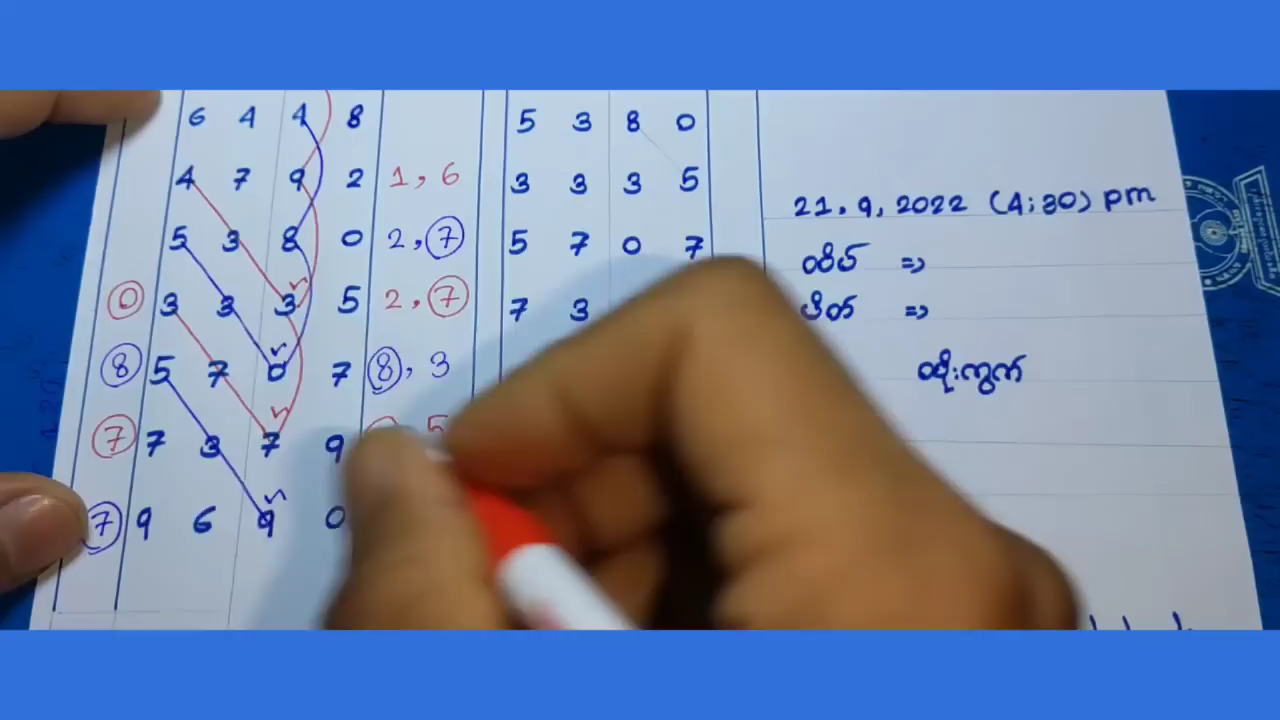 6 4 4 8
4 7 9 2 1, 6
5 3 8 0 2, 7
0 3 3 3 5 2, 7
8 5 7 0 7 8, 3
7 7 3 7 9 5
7 9 6 9 0
5 3 8 0
3 3 3 5
5 7 0 7
7 3
21.9,2022 (4:30) pm
ထိပ် =>
ပိတ် =>
ထိုးကွက်